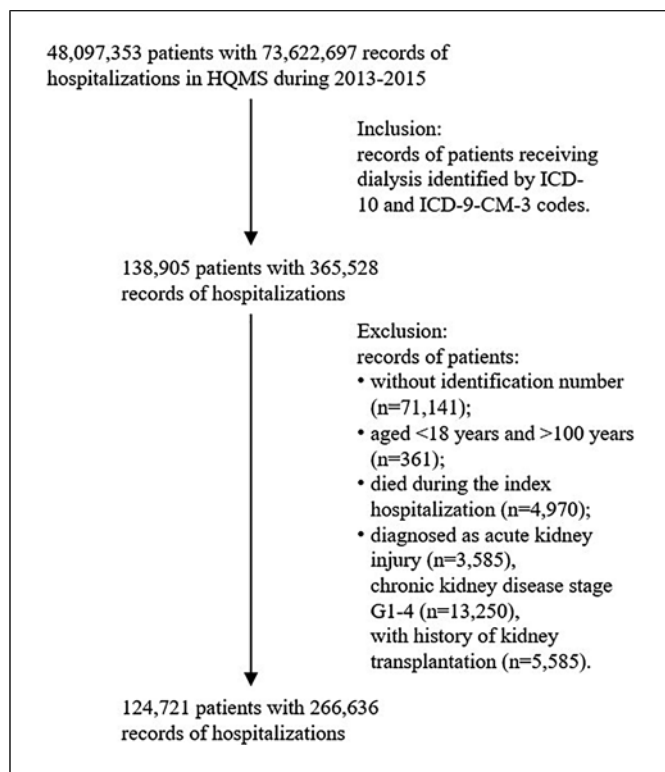 48,097,353 patients with 73,622,697 records of
hospitalizations in HQMS during 2013-2015
Inclusion:
records of patients receiving
dialysis identified by ICD-
10 and ICD-9-CM-3 codes.
138,905 patients with 365,528
records of hospitalizations
Exclusion:
records of patients:
• without identification number
(n=71,141);
• aged <18 years and >100 years
(n=361);
• died during the index
hospitalization (n=4,970);
• diagnosed as acute kidney
injury (n=3,585),
chronic kidney disease stage
G1-4 (n=13,250),
with history of kidney
transplantation (n=5,585).
124,721 patients with 266,636
records of hospitalizations